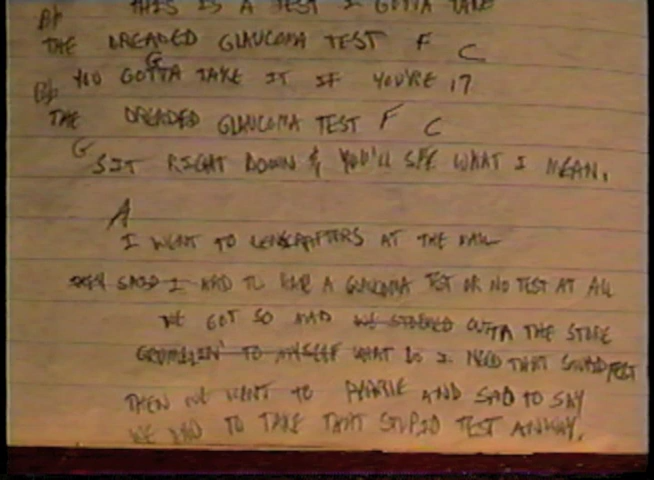 THIS IS A TEST I GOTTA TAKE
Bb
THE DREADED GLAUCOMA TEST F C
G
YOU GOTTA TAKE IT IF YOU'RE 17
Bb
THE DREADED GLAUCOMA TEST F C
G
SIT RIGHT DOWN & YOU'LL SEE WHAT I MEAN.
A
I WENT TO LENSCRAFTERS AT THE MALL
THEY SAID I HAD TO HAVE A GLAUCOMA TEST OR NO TEST AT ALL
WE GOT SO MAD WE STORMED OUTTA THE STORE
GRUMBLIN' TO MYSELF WHAT DO I NEED THAT STUPID TEST
THEN WE WENT TO PEARLE AND SAD TO SAY
WE HAD TO TAKE THAT STUPID TEST ANYWAY.